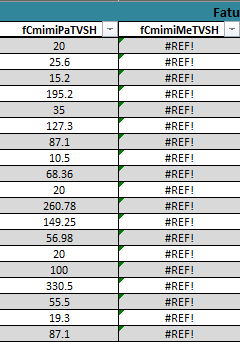 Fatu
fCmimiPaTVSH fCmimiMeTVSH
20 #REF!
25.6 #REF!
15.2 #REF!
195.2 #REF!
35 #REF!
127.3 #REF!
87.1 #REF!
10.5 #REF!
68.36 #REF!
20 #REF!
260.78 #REF!
149.25 #REF!
56.98 #REF!
20 #REF!
100 #REF!
330.5 #REF!
55.5 #REF!
19.3 #REF!
87.1 #REF!